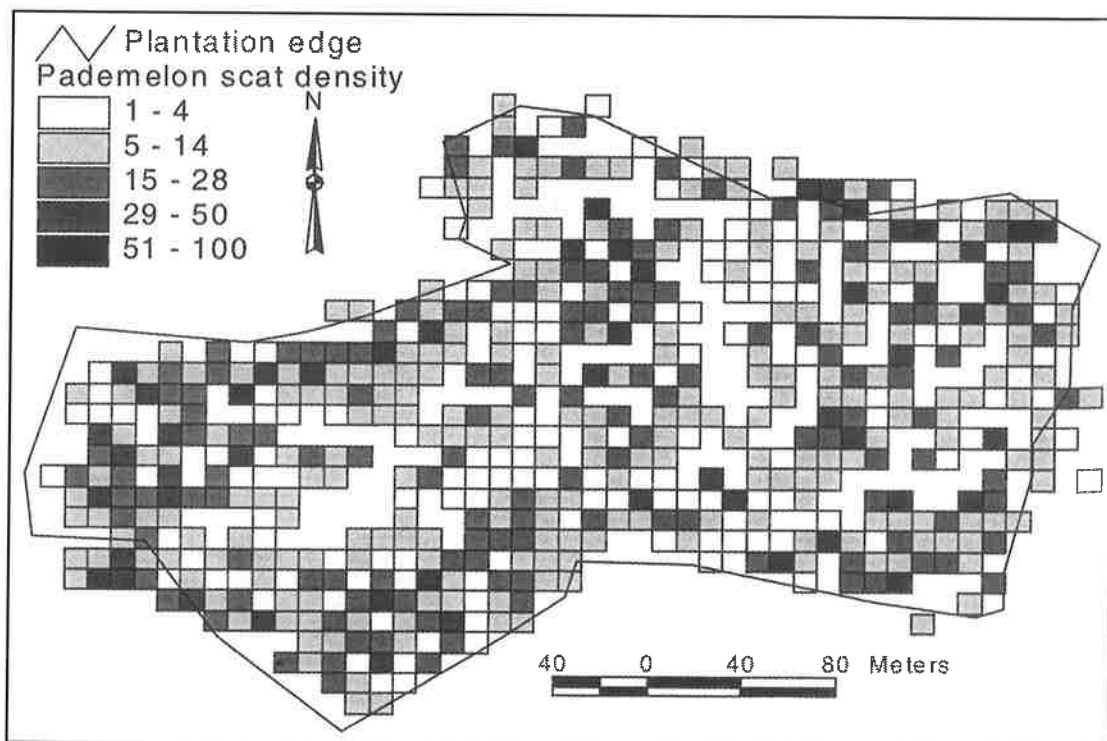 Plantation edge
Pademelon scat density
1 - 4
5 - 14
15 - 28
29 - 50
51 - 100
N
40 0 40 80 Meters